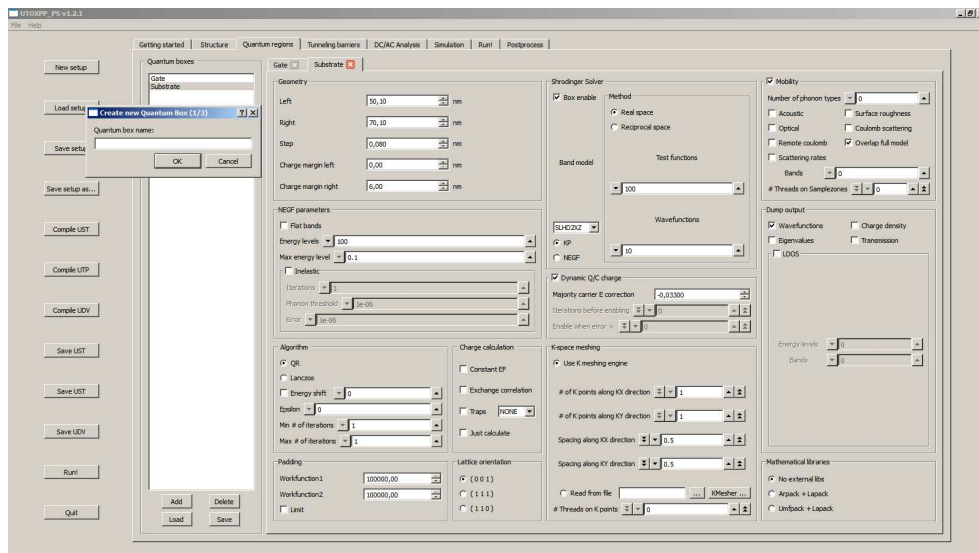 UTOXPP_PS v1.2.1
File Help
Getting started Structure Quantum regions Tunneling barriers DC/AC Analysis Simulation Run! Postprocess
New setup
Load setup
Save setu
Save setup as...
Compile UST
Compile UTP
Compile UDV
Save UST
Save UST
Save UDV
Run!
Quit
Quantum boxes
Gate
Substrate
Create new Quantum Box (1/3)
Quantum box name:
OK Cancel
Add Delete
Load Save
Gate Substrate
Geometry
Left 50,10 nm
Right 70,10 nm
Step 0,080 nm
Charge margin left 0,00 nm
Charge margin right 6,00 nm
NEGF parameters
Flat bands
Energy levels 100
Max energy level 0.1
Inelastic
Iterations 1
Phonon threshold 1e-06
Error 1e-06
Algorithm
QR
Lanczos
Energy shift 0
Epsilon 0
Min # of iterations 1
Max # of iterations 1
Charge calculation
Constant EF
Exchange correlation
Traps NONE
Just calculate
Padding
Workfunction1 100000,00
Workfunction2 100000,00
Limit
Lattice orientation
(0 0 1)
(1 1 1)
(1 1 0)
Shrodinger Solver
Box enable
Band model
SLHD2XZ
KP
NEGF
Method
Real space
Reciprocal space
Test functions
100
Wavefunctions
10
Dynamic Q/C charge
Majority carrier E correction -0,03300
Iterations before enabling 0
Enable when error > 0
K-space meshing
Use K meshing engine
# of K points along KX direction 1
# of K points along KY direction 1
Spacing along KX direction 0.5
Spacing along KY direction 0.5
Read from file ... KMesher ...
# Threads on K points 0
Mobility
Number of phonon types 0
Acoustic Surface roughness
Optical Coulomb scattering
Remote coulomb Overlap full model
Scattering rates
Bands 0
# Threads on Samplezones 0
Dump output
Wavefunctions Charge density
Eigenvalues Transmission
LDOS
Energy levels 0
Bands 0
Mathematical libraries
No external libs
Arpack + Lapack
Umfpack + Lapack